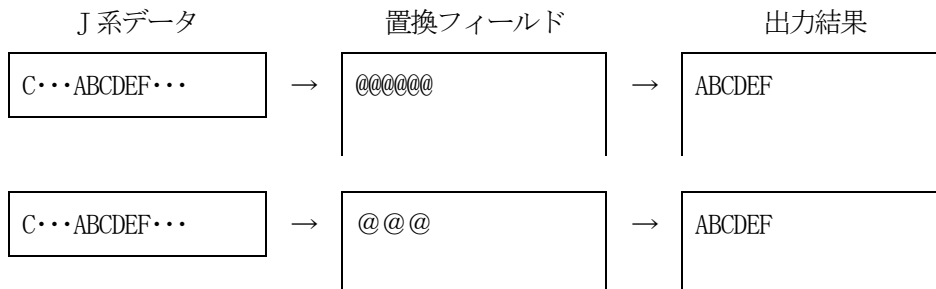 J系データ 置換フィールド 出力結果
C・・・ABCDEF・・・ → @@@@@@ → ABCDEF
C・・・ABCDEF・・・ → @@@ → ABCDEF